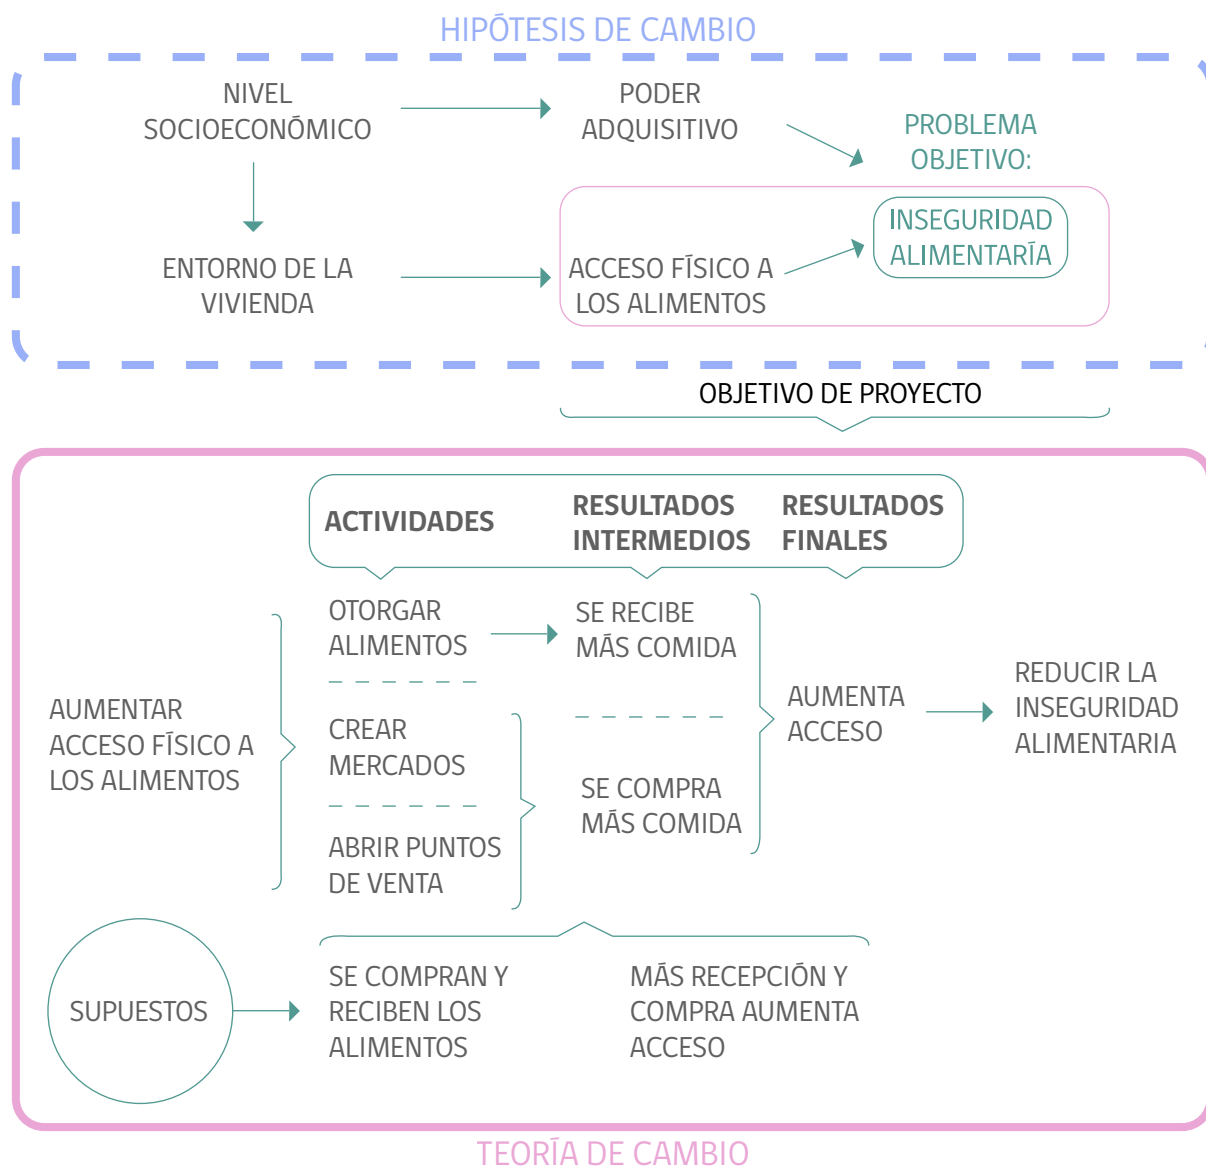 HIPÓTESIS DE CAMBIO
NIVEL
SOCIOECONÓMICO
PODER
ADQUISITIVO
PROBLEMA
OBJETIVO:
INSEGURIDAD
ALIMENTARÍA
ENTORNO DE LA
VIVIENDA
ACCESO FÍSICO A
LOS ALIMENTOS
OBJETIVO DE PROYECTO
ACTIVIDADES
RESULTADOS
INTERMEDIOS
RESULTADOS
FINALES
AUMENTAR
ACCESO FÍSICO A
LOS ALIMENTOS
OTORGAR
ALIMENTOS
CREAR
MERCADOS
ABRIR PUNTOS
DE VENTA
SE RECIBE
MÁS COMIDA
SE COMPRA
MÁS COMIDA
AUMENTA
ACCESO
REDUCIR LA
INSEGURIDAD
ALIMENTARIA
SUPUESTOS
SE COMPRAN Y
RECIBEN LOS
ALIMENTOS
MÁS RECEPCIÓN Y
COMPRA AUMENTA
ACCESO
TEORÍA DE CAMBIO